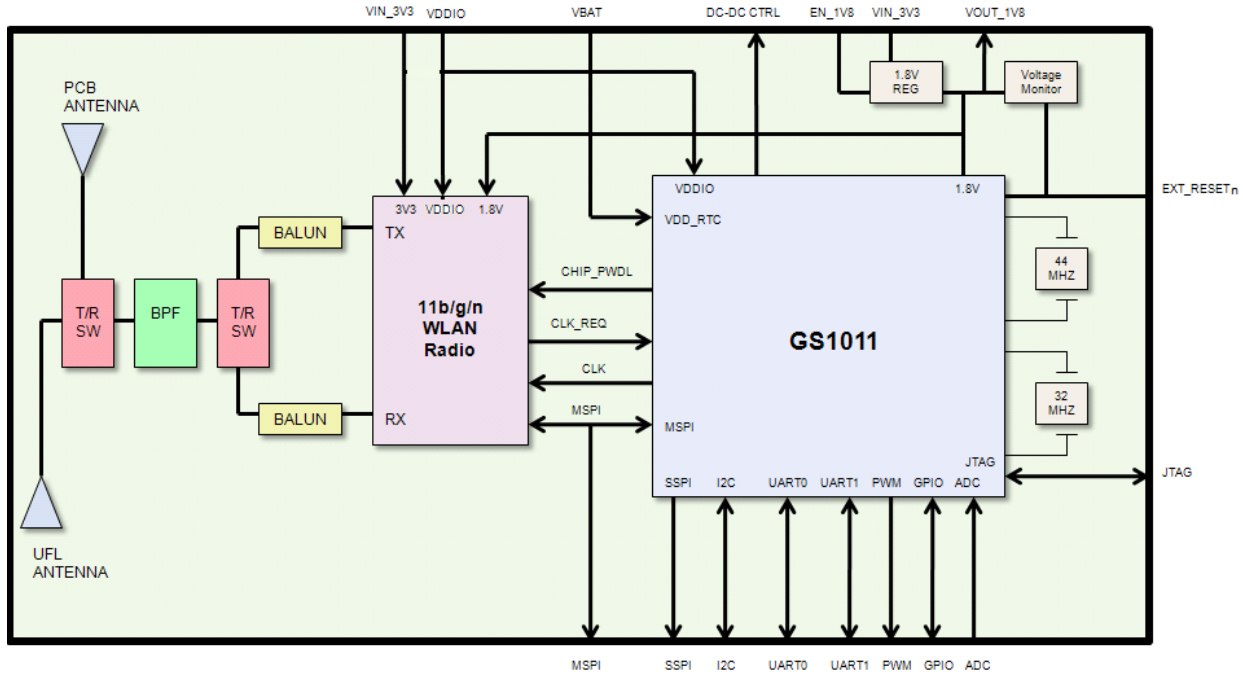 VIN_3V3 VDDIO VBAT DC-DC CTRL EN_1V8 VIN_3V3 VOUT_1V8
1.8V
REG
Voltage
Monitor
PCB
ANTENNA
VDDIO 1.8V
EXT_RESETn
3V3 VDDIO 1.8V
VDD_RTC
TX
BALUN
44
MHZ
CHIP_PWDL
T/R
SW
BPF
T/R
SW
11b/g/n
WLAN
Radio
CLK_REQ
GS1011
CLK
32
MHZ
MSPI
BALUN
RX
MSPI
JTAG
JTAG
SSPI I2C UART0 UART1 PWM GPIO ADC
UFL
ANTENNA
MSPI SSPI I2C UART0 UART1 PWM GPIO ADC